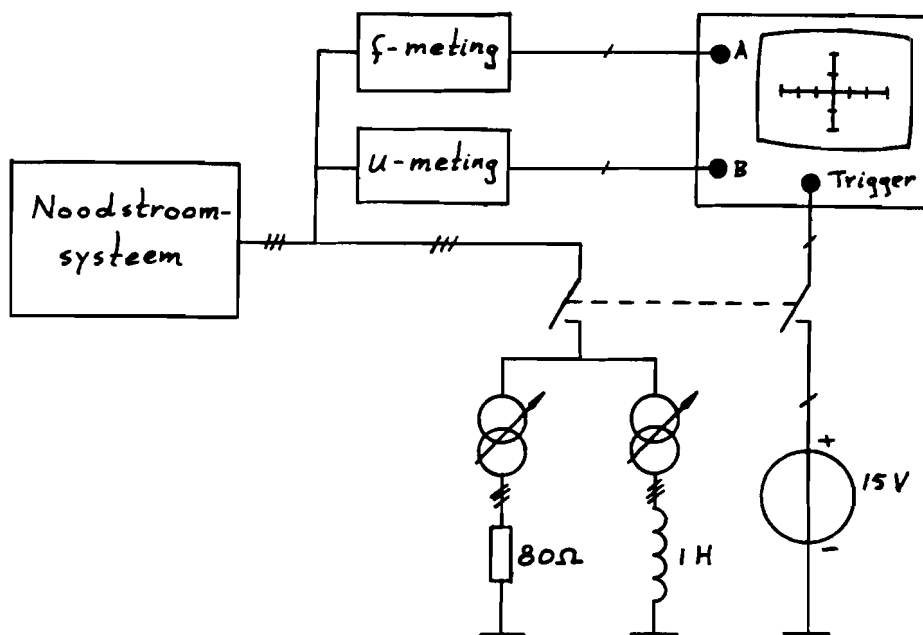 f-meting
A
u-meting
B
Trigger
Noodstroom-
systeem
80Ω
1H
+
15V
-